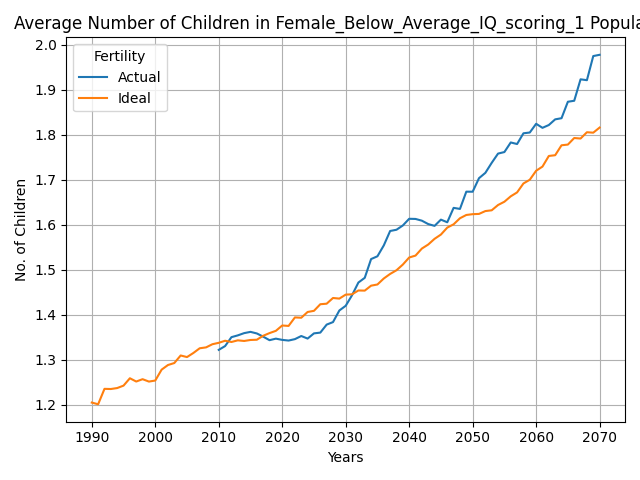 Average Number of Children in Female_Below_Average_IQ_scoring_1 Popula
Fertility
Actual
Ideal
2.0
1.9
1.8
1.7
1.6
1.5
1.4
1.3
1.2
No. of Children
1990 2000 2010 2020 2030 2040 2050 2060 2070
Years